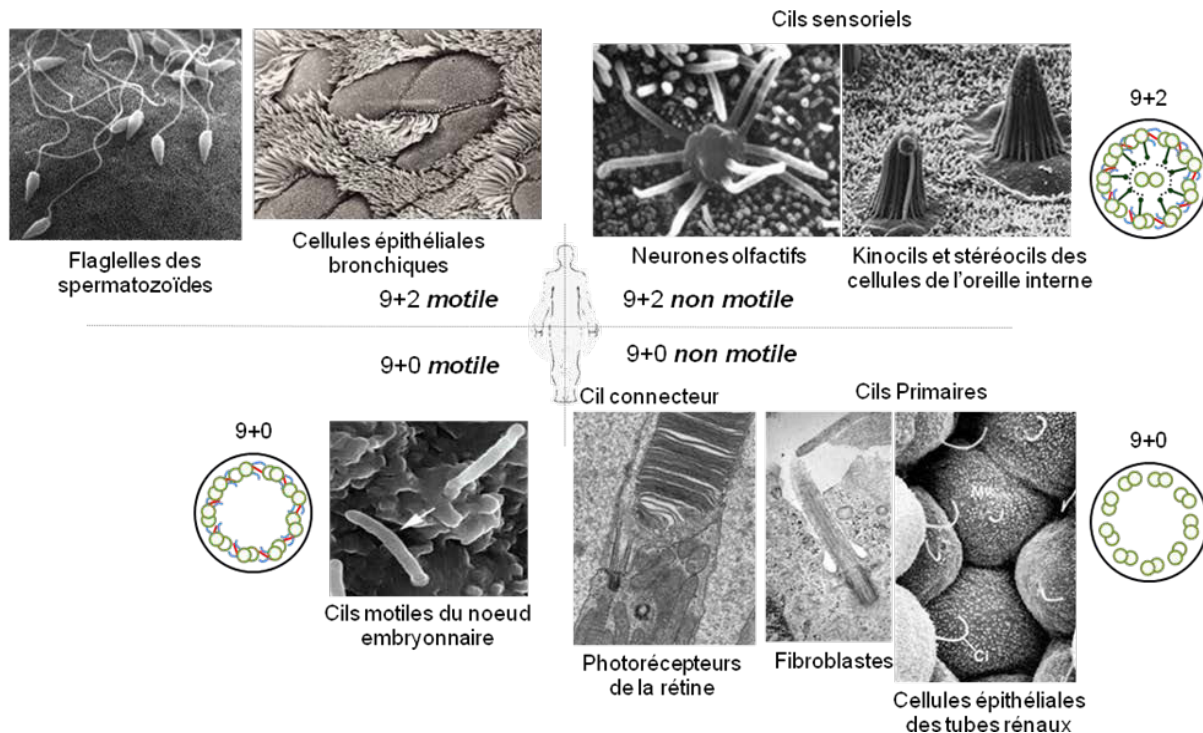 Cils sensoriels
9+2
Flaglelles des
spermatozoïdes
Cellules épithéliales
bronchiques
Neurones olfactifs
Kinocils et stéréocils des
cellules de l'oreille interne
9+2 motile
9+2 non motile
9+0 motile
9+0 non motile
Cil connecteur
Cils Primaires
9+0
9+0
Cils motiles du noeud
embryonnaire
Photorécepteurs
de la rétine
Fibroblastes
CI
Cellules épithéliales
des tubes rénaux